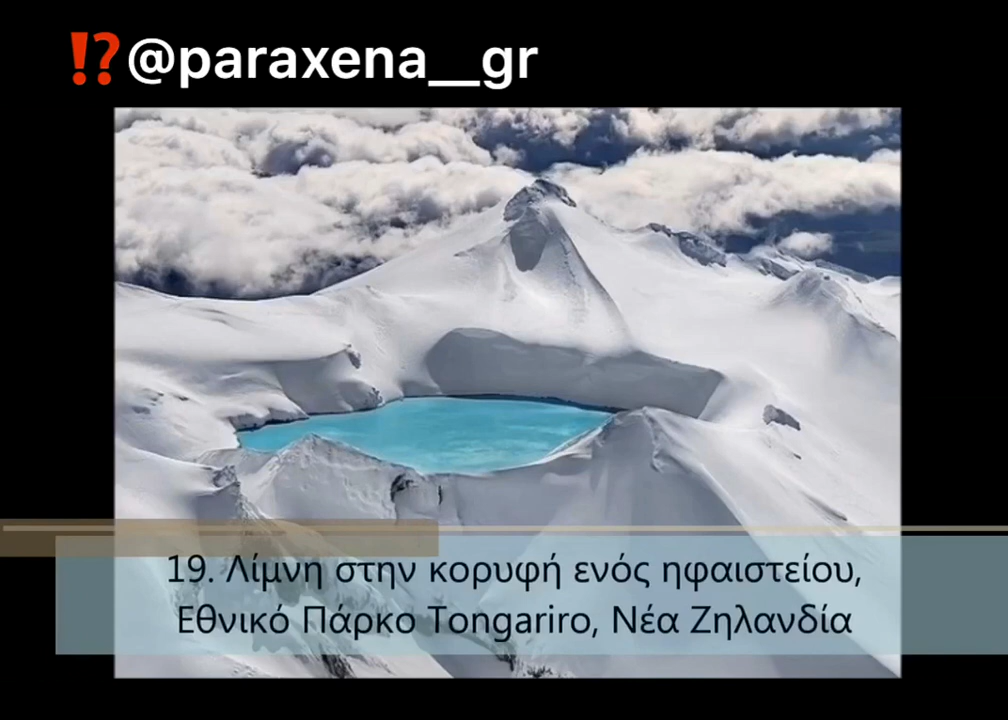 ⁉️@paraxena__gr
19. Λίμνη στην κορυφή ενός ηφαιστείου,
Εθνικό Πάρκο Tongariro, Νέα Ζηλανδία